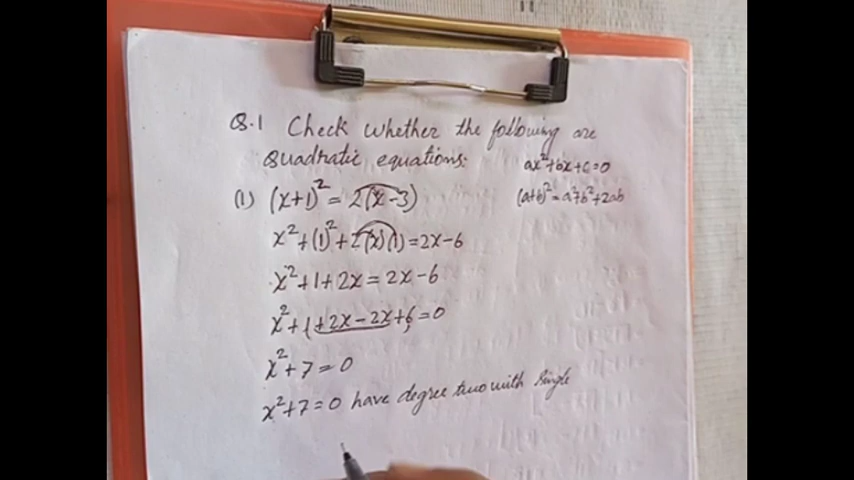 Q.1 Check whether the following are
Quadratic equations:
ax²+bx+c=0
(1) (x+1)² = 2(x-3)
(a+b)² = a²+b²+2ab
x²+(1)²+2(x)(1)=2x-6
x²+1+2x=2x-6
x²+1+2x-2x+6=0
x²+7=0
x²+7=0 have degree two with single